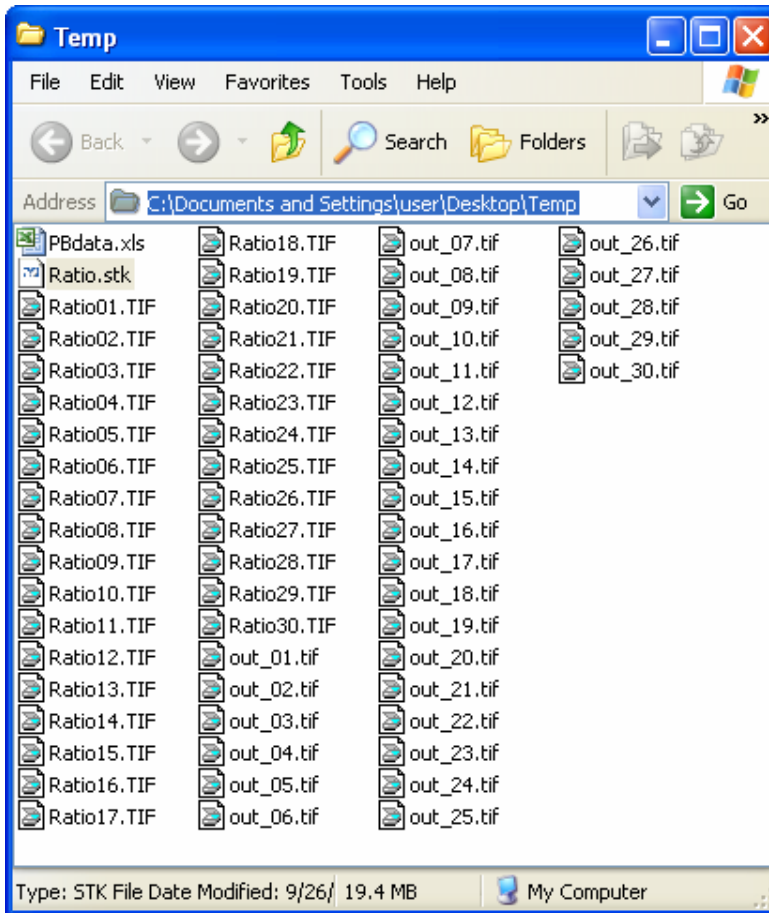 Temp
File Edit View Favorites Tools Help
Back Search Folders »
Address C:\Documents and Settings\user\Desktop\Temp Go
PBdata.xls Ratio18.TIF out_07.tif out_26.tif
Ratio.stk Ratio19.TIF out_08.tif out_27.tif
Ratio01.TIF Ratio20.TIF out_09.tif out_28.tif
Ratio02.TIF Ratio21.TIF out_10.tif out_29.tif
Ratio03.TIF Ratio22.TIF out_11.tif out_30.tif
Ratio04.TIF Ratio23.TIF out_12.tif
Ratio05.TIF Ratio24.TIF out_13.tif
Ratio06.TIF Ratio25.TIF out_14.tif
Ratio07.TIF Ratio26.TIF out_15.tif
Ratio08.TIF Ratio27.TIF out_16.tif
Ratio09.TIF Ratio28.TIF out_17.tif
Ratio10.TIF Ratio29.TIF out_18.tif
Ratio11.TIF Ratio30.TIF out_19.tif
Ratio12.TIF out_01.tif out_20.tif
Ratio13.TIF out_02.tif out_21.tif
Ratio14.TIF out_03.tif out_22.tif
Ratio15.TIF out_04.tif out_23.tif
Ratio16.TIF out_05.tif out_24.tif
Ratio17.TIF out_06.tif out_25.tif
Type: STK File Date Modified: 9/26/ 19.4 MB My Computer